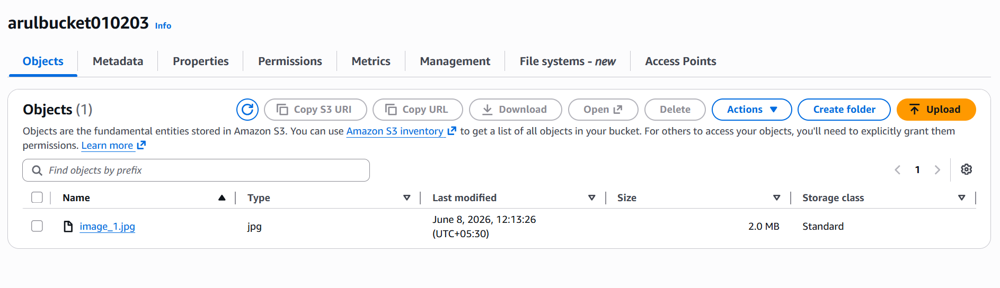 arulbucket010203 Info
Objects Metadata Properties Permissions Metrics Management File systems - new Access Points
Objects (1) Copy S3 URI Copy URL Download Open Delete Actions Create folder Upload
Objects are the fundamental entities stored in Amazon S3. You can use Amazon S3 inventory to get a list of all objects in your bucket. For others to access your objects, you'll need to explicitly grant them
permissions. Learn more
Find objects by prefix 1
Name Type Last modified Size Storage class
image_1.jpg jpg June 8, 2026, 12:13:26 2.0 MB Standard
(UTC+05:30)